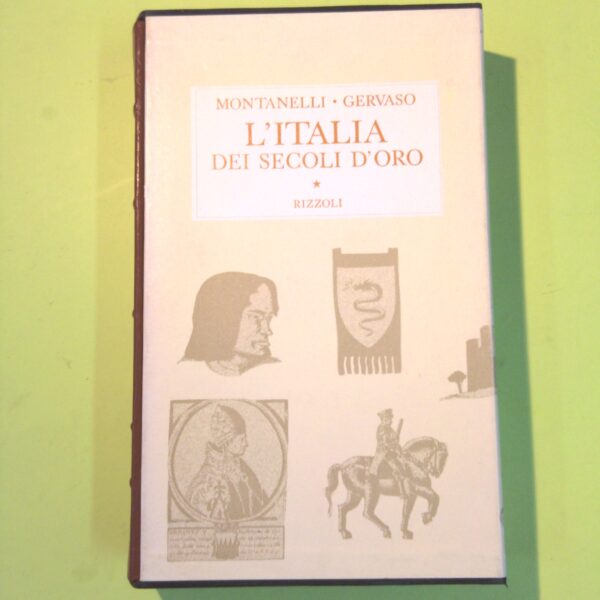 MONTANELLI · GERVASO
L'ITALIA
DEI SECOLI D'ORO
★
RIZZOLI